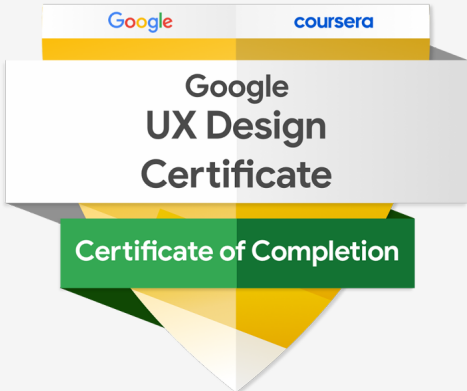 Google coursera
Google
UX Design
Certificate
Certificate of Completion